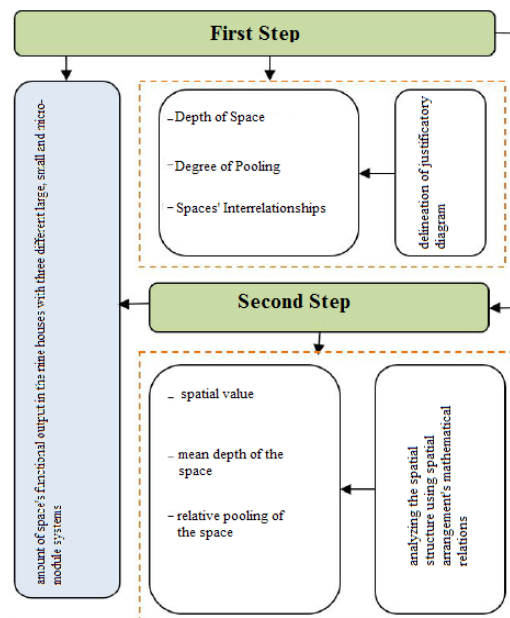 First Step
amount of space's functional output in the nine houses with three different large, small and micro-
module systems
- Depth of Space
- Degree of Pooling
- Spaces' Interrelationships
delineation of justificatory
diagram
Second Step
- spatial value
- mean depth of the
space
- relative pooling of
the space
analyzing the spatial
structure using spatial
arrangement's mathematical
relations